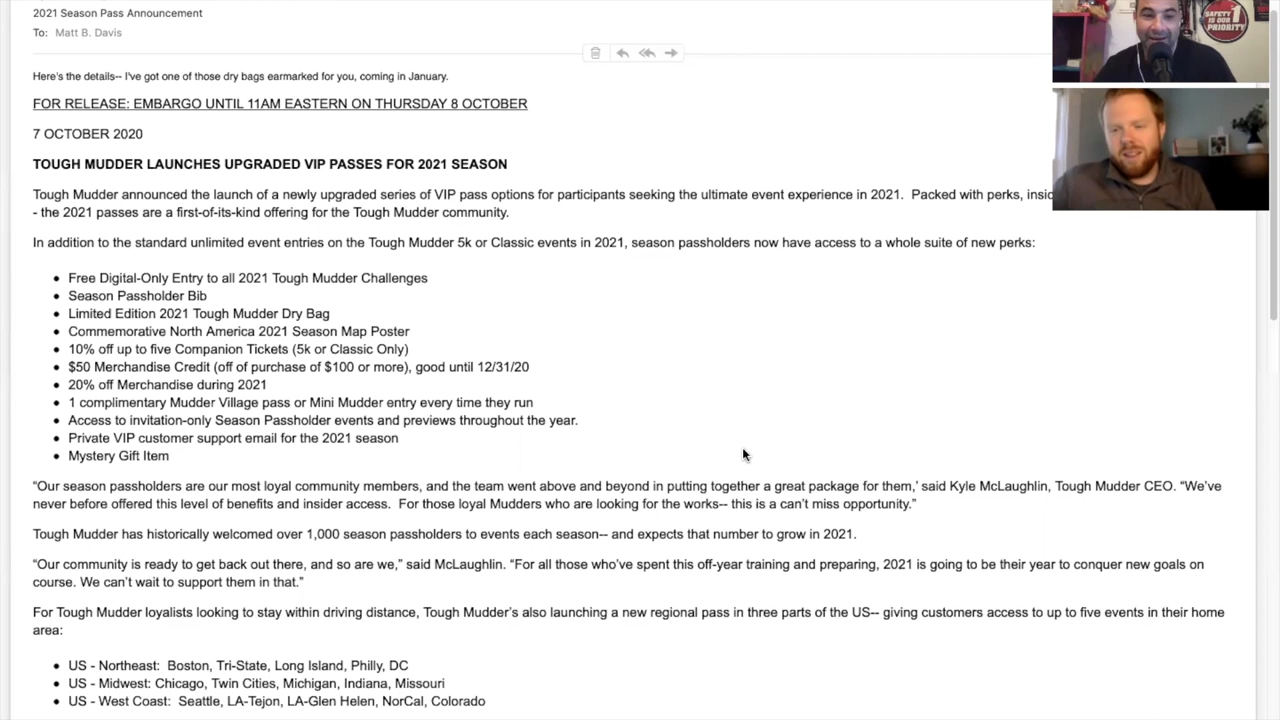 2021 Season Pass Announcement
To: Matt B. Davis
Here's the details-- I've got one of those dry bags earmarked for you, coming in January.
FOR RELEASE: EMBARGO UNTIL 11AM EASTERN ON THURSDAY 8 OCTOBER
7 OCTOBER 2020
TOUGH MUDDER LAUNCHES UPGRADED VIP PASSES FOR 2021 SEASON
Tough Mudder announced the launch of a newly upgraded series of VIP pass options for participants seeking the ultimate event experience in 2021.  Packed with perks,
- the 2021 passes are a first-of-its-kind offering for the Tough Mudder community.
In addition to the standard unlimited event entries on the Tough Mudder 5k or Classic events in 2021, season passholders now have access to a whole suite of new perks:
• Free Digital-Only Entry to all 2021 Tough Mudder Challenges
• Season Passholder Bib
• Limited Edition 2021 Tough Mudder Dry Bag
• Commemorative North America 2021 Season Map Poster
• 10% off up to five Companion Tickets (5k or Classic Only)
• $50 Merchandise Credit (off of purchase of $100 or more), good until 12/31/20
• 20% off Merchandise during 2021
• 1 complimentary Mudder Village pass or Mini Mudder entry every time they run
• Access to invitation-only Season Passholder events and previews throughout the year.
• Private VIP customer support email for the 2021 season
• Mystery Gift Item
“Our season passholders are our most loyal community members, and the team went above and beyond in putting together a great package for them,’ said Kyle McLaughlin, Tough Mudder CEO. “We’ve
never before offered this level of benefits and insider access.  For those loyal Mudders who are looking for the works-- this is a can’t miss opportunity.”
Tough Mudder has historically welcomed over 1,000 season passholders to events each season-- and expects that number to grow in 2021.
“Our community is ready to get back out there, and so are we,” said McLaughlin. “For all those who’ve spent this off-year training and preparing, 2021 is going to be their year to conquer new goals on
course. We can’t wait to support them in that.”
For Tough Mudder loyalists looking to stay within driving distance, Tough Mudder’s also launching a new regional pass in three parts of the US-- giving customers access to up to five events in their home
area:
• US - Northeast:  Boston, Tri-State, Long Island, Philly, DC
• US - Midwest: Chicago, Twin Cities, Michigan, Indiana, Missouri
• US - West Coast:  Seattle, LA-Tejon, LA-Glen Helen, NorCal, Colorado
SAFETY
IS OUR
PRIORITY
1